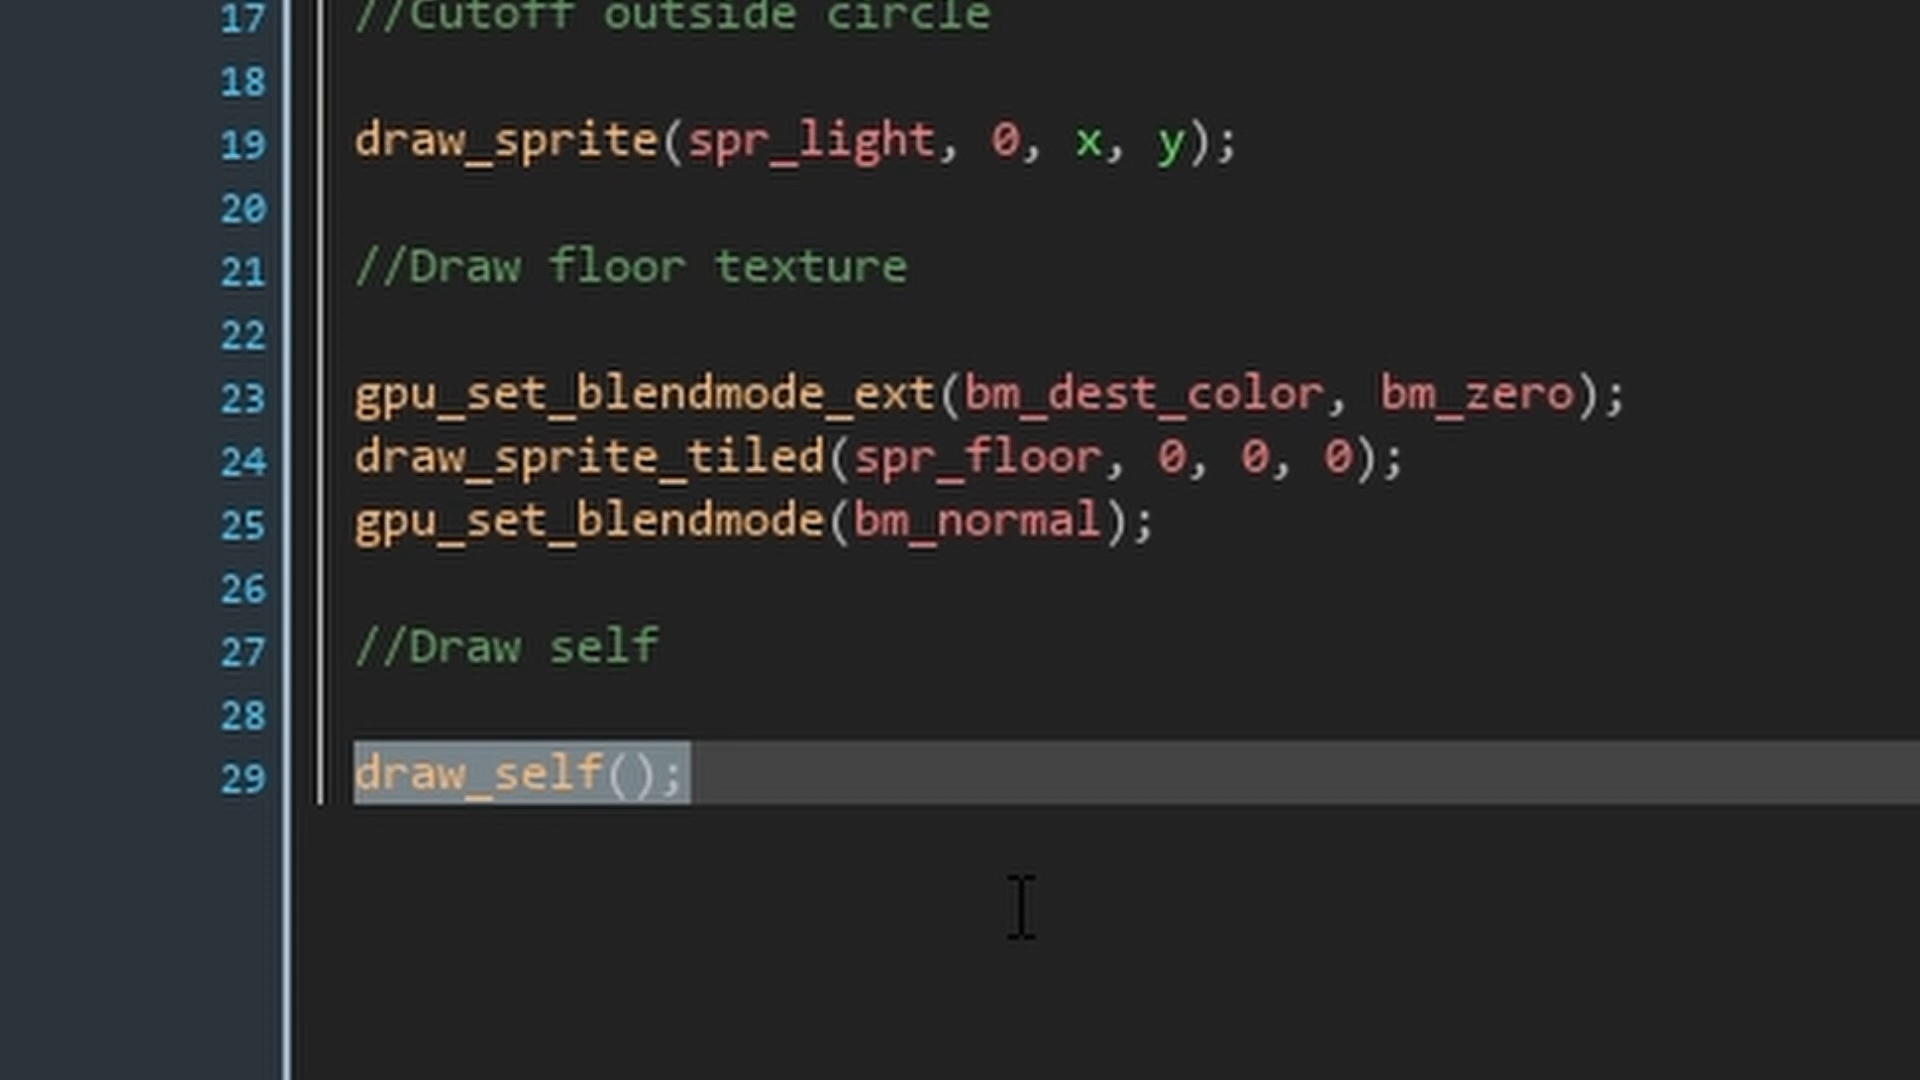 17 //Cutoff outside circle
18
19 draw_sprite(spr_light, 0, x, y);
20
21 //Draw floor texture
22
23 gpu_set_blendmode_ext(bm_dest_color, bm_zero);
24 draw_sprite_tiled(spr_floor, 0, 0, 0);
25 gpu_set_blendmode(bm_normal);
26
27 //Draw self
28
29 draw_self();